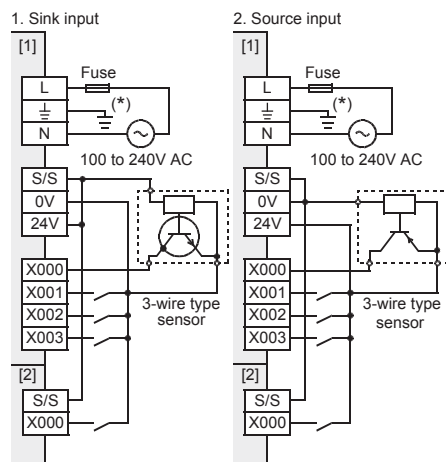 1. Sink input
[1]
L
Fuse
(*)
N
100 to 240V AC
S/S
0V
24V
X000
X001
X002
X003
3-wire type
sensor
[2]
S/S
X000
2. Source input
[1]
L
Fuse
(*)
N
100 to 240V AC
S/S
0V
24V
X000
X001
X002
X003
3-wire type
sensor
[2]
S/S
X000